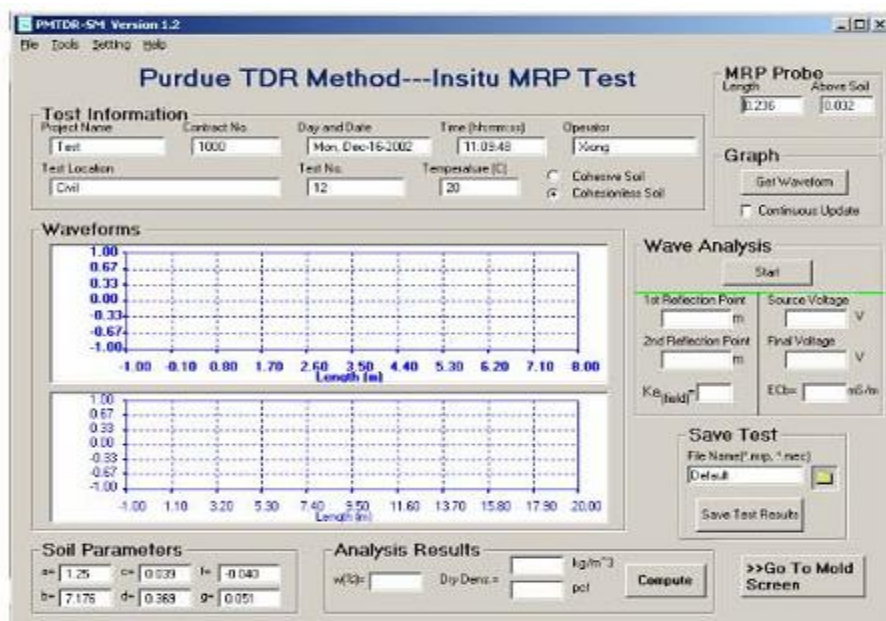 PMTDR-SM Version 1.2
File Tools Setting Help
Purdue TDR Method---Insitu MRP Test
MRP Probe
Length Above Soil
0.236 0.032
Test Information
Project Name Contract No. Day and Date Time (hh:mm:ss) Operator
Test 1000 Mon, Dec-16-2002 11:09:48 Xiong
Test Location Test No. Temperature (C)
Civil 12 20
Cohesive Soil
Cohesionless Soil
Graph
Get Waveform
Continuous Update
Waveforms
1.00
0.67
0.33
0.00
-0.33
-0.67
-1.00
-1.00 -0.10 0.80 1.70 2.60 3.50 4.40 5.30 6.20 7.10 8.00
Length (m)
1.00
0.67
0.33
0.00
-0.33
-0.67
-1.00
-1.00 1.10 3.20 5.30 7.40 9.50 11.60 13.70 15.80 17.90 20.00
Length (m)
Wave Analysis
Start
1st Reflection Point Source Voltage
m V
2nd Reflection Point Final Voltage
m V
Ka(field)= ECb= mS/m
Save Test
File Name(*.mrp, *.mec)
Default
Save Test Results
Soil Parameters
a= 1.25 c= 0.039 f= -0.040
b= 7.176 d= 0.369 g= 0.051
Analysis Results
w(%)= Dry Dens.= kg/m^3
pcf
Compute
>>Go To Mold
Screen